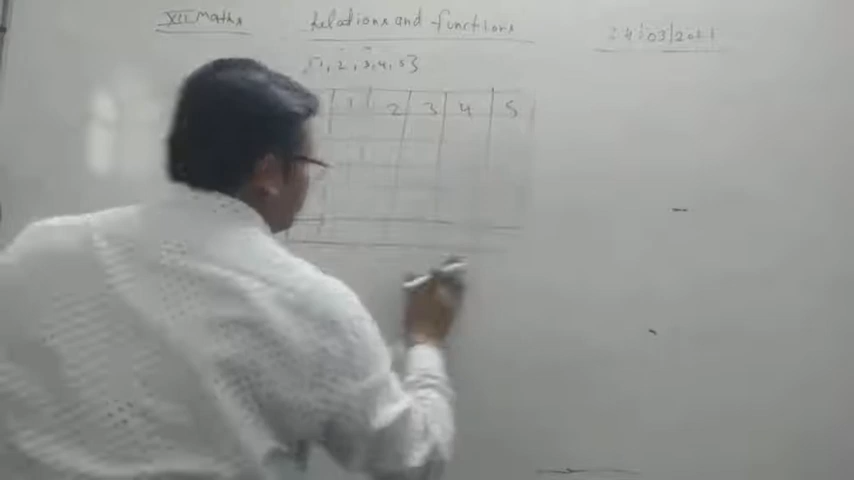 XII Maths
Relations and functions
24/03/2021
{1, 2, 3, 4, 5}
1 2 3 4 5